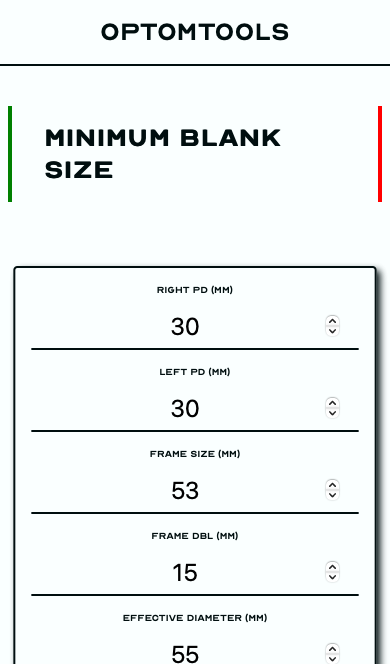 OPTOMTOOLS
MINIMUM BLANK
SIZE
RIGHT PD (MM)
30
LEFT PD (MM)
30
FRAME SIZE (MM)
53
FRAME DBL (MM)
15
EFFECTIVE DIAMETER (MM)
55